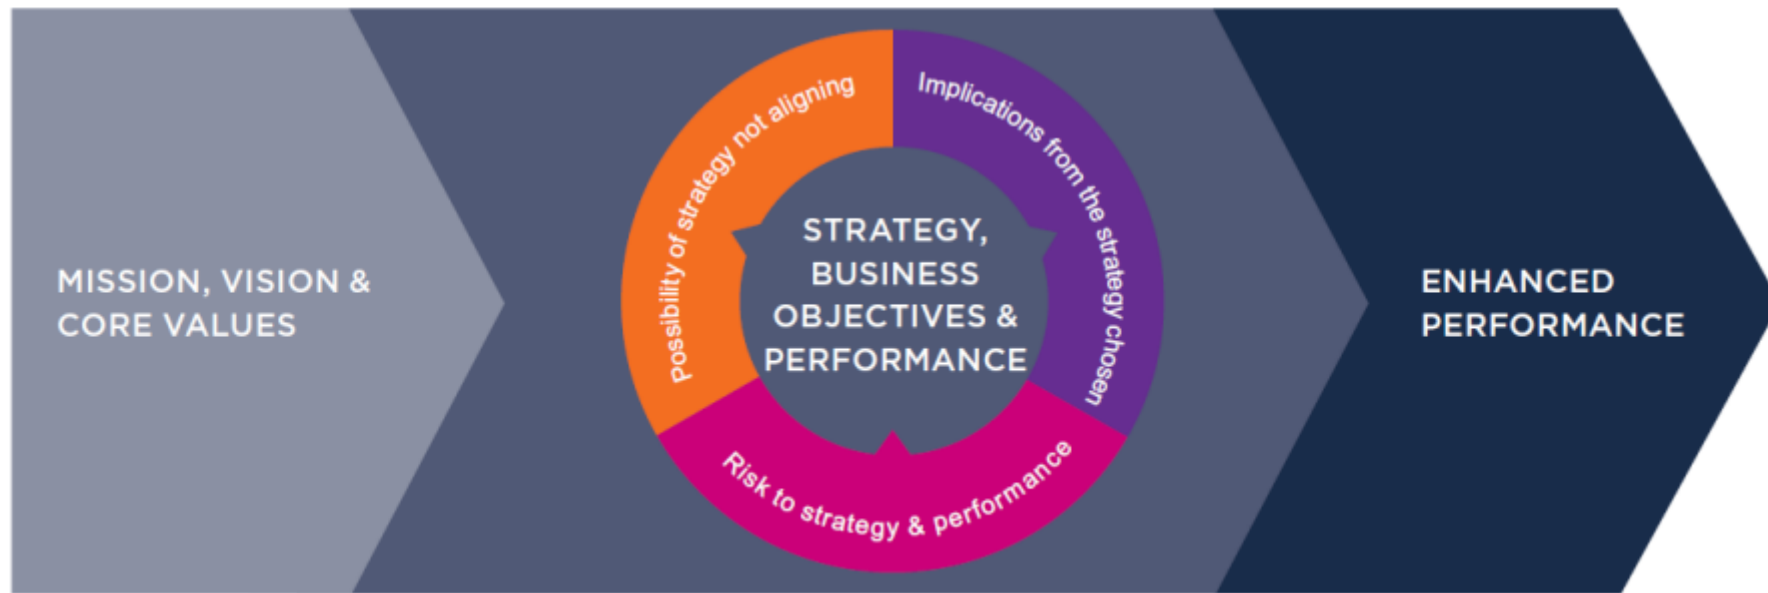 MISSION, VISION &
CORE VALUES
Possibility of strategy not aligning
Implications from the strategy chosen
STRATEGY,
BUSINESS
OBJECTIVES &
PERFORMANCE
Risk to strategy & performance
ENHANCED
PERFORMANCE